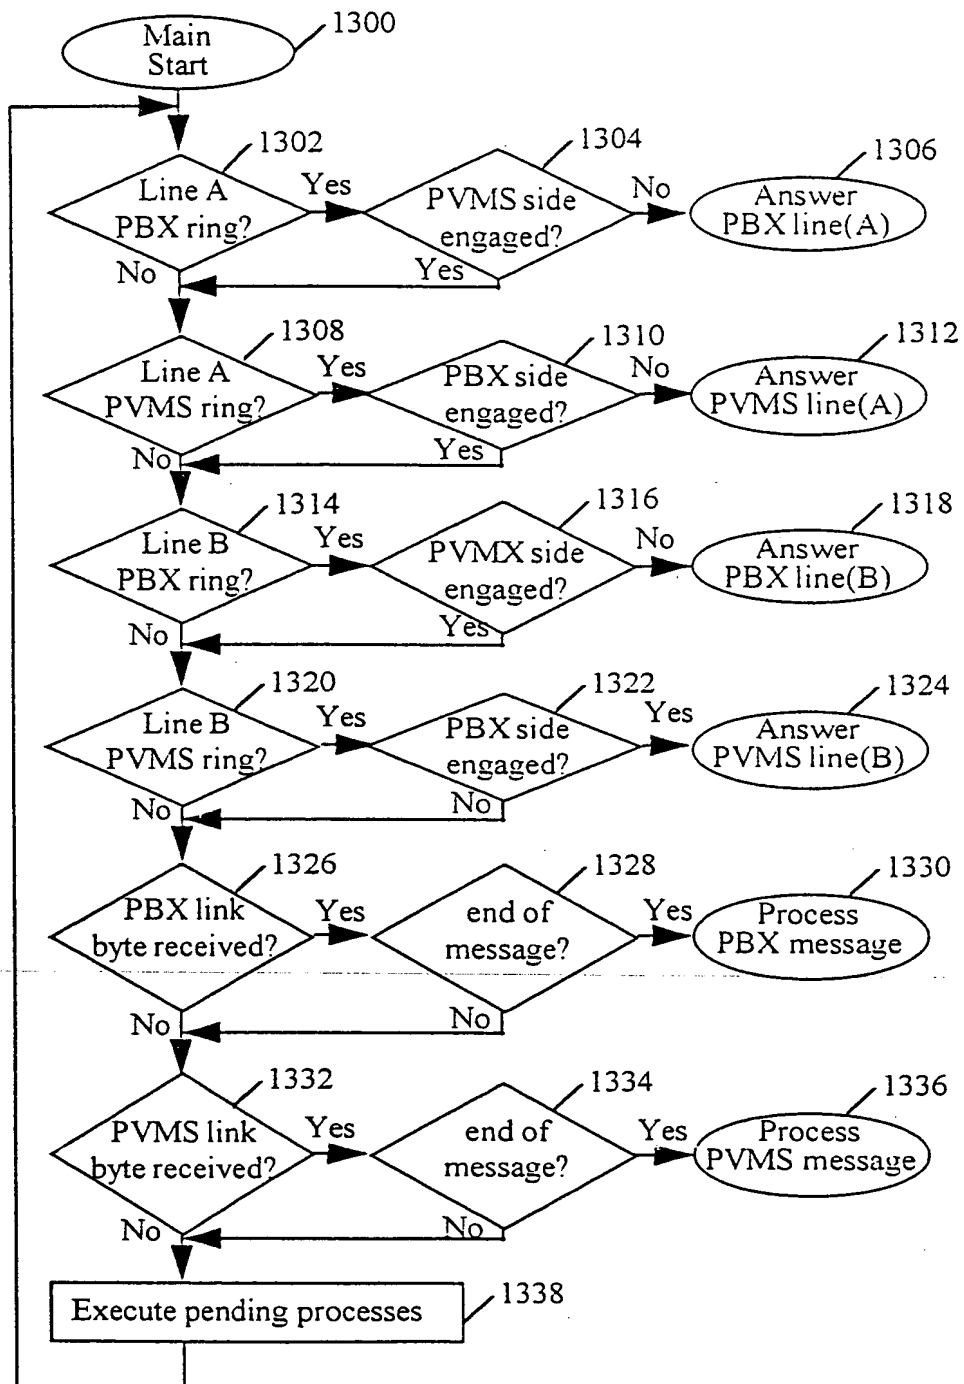 Main
Start
1300
1302
Line A
PBX ring?
Yes
No
1304
PVMS side
engaged?
No
Yes
1306
Answer
PBX line(A)
1308
Line A
PVMS ring?
Yes
No
1310
PBX side
engaged?
No
Yes
1312
Answer
PVMS line(A)
1314
Line B
PBX ring?
Yes
No
1316
PVMX side
engaged?
No
Yes
1318
Answer
PBX line(B)
1320
Line B
PVMS ring?
Yes
No
1322
PBX side
engaged?
Yes
No
1324
Answer
PVMS line(B)
1326
PBX link
byte received?
Yes
No
1328
end of
message?
Yes
No
1330
Process
PBX message
1332
PVMS link
byte received?
Yes
No
1334
end of
message?
Yes
No
1336
Process
PVMS message
Execute pending processes
1338